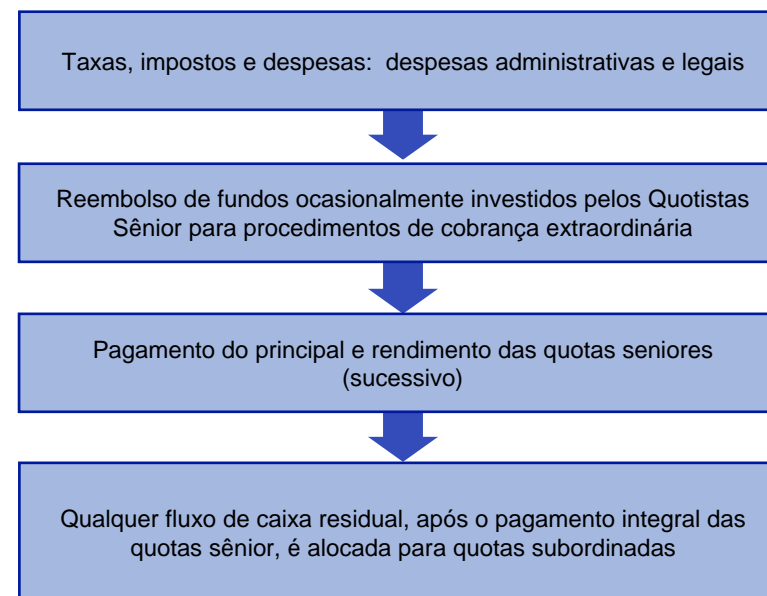 Taxas, impostos e despesas:  despesas administrativas e legais
Reembolso de fundos ocasionalmente investidos pelos Quotistas
Sênior para procedimentos de cobrança extraordinária
Pagamento do principal e rendimento das quotas seniores
(sucessivo)
Qualquer fluxo de caixa residual, após o pagamento integral das
quotas sênior, é alocada para quotas subordinadas